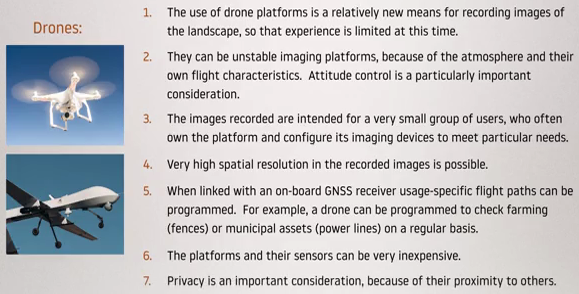 Drones:
1. The use of drone platforms is a relatively new means for recording images of
the landscape, so that experience is limited at this time.
2. They can be unstable imaging platforms, because of the atmosphere and their
own flight characteristics. Attitude control is a particularly important
consideration.
3. The images recorded are intended for a very small group of users, who often
own the platform and configure its imaging devices to meet particular needs.
4. Very high spatial resolution in the recorded images is possible.
5. When linked with an on-board GNSS receiver usage-specific flight paths can be
programmed. For example, a drone can be programmed to check farming
(fences) or municipal assets (power lines) on a regular basis.
6. The platforms and their sensors can be very inexpensive.
7. Privacy is an important consideration, because of their proximity to others.